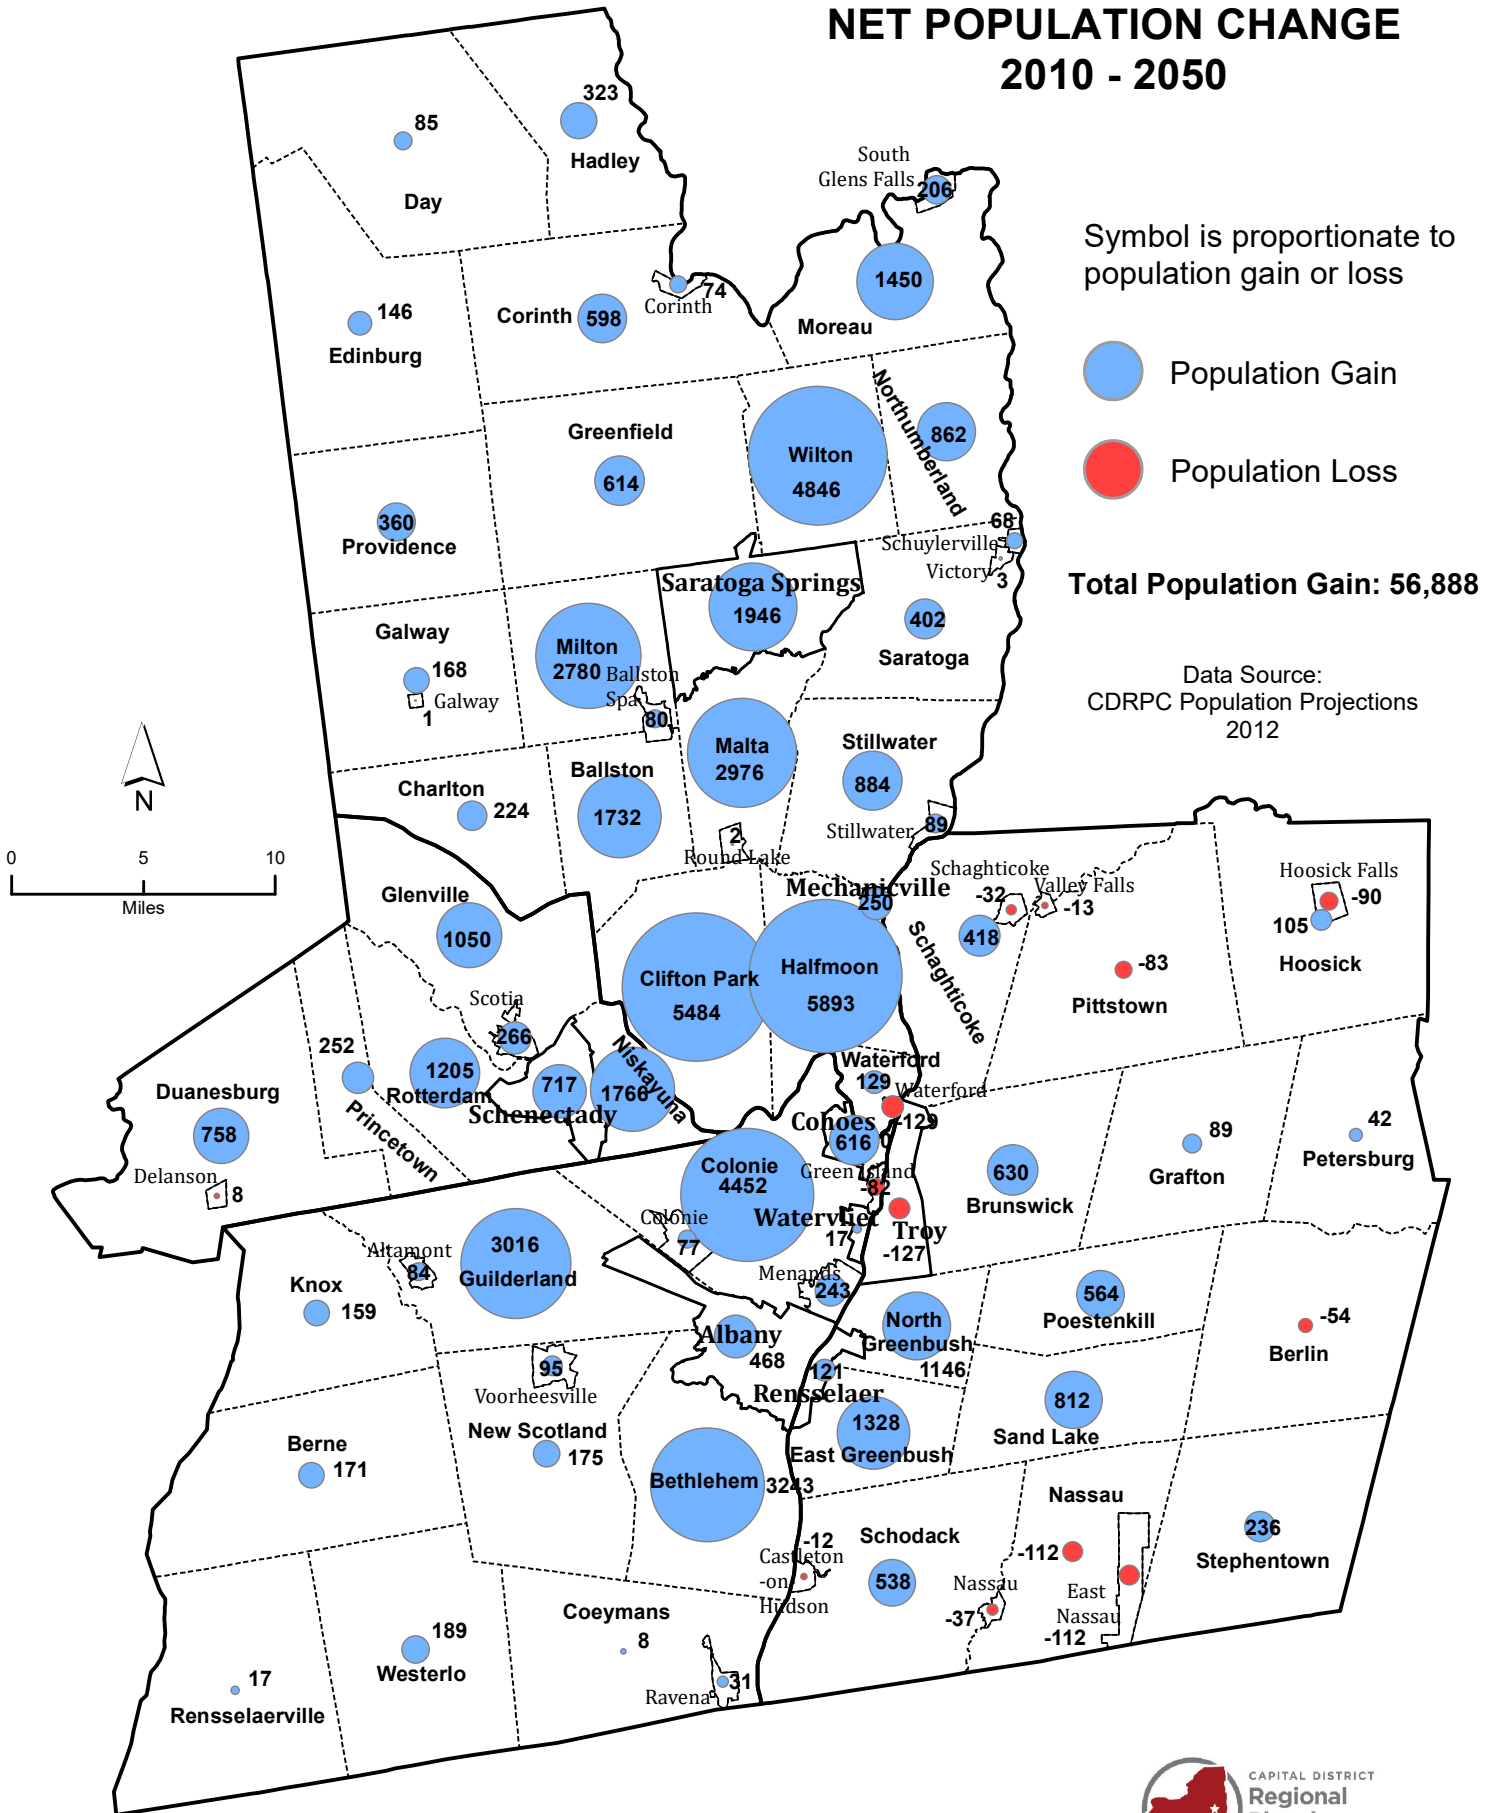 NET POPULATION CHANGE
2010 - 2050
323
85
Hadley
Day
South
Glens Falls
206
Symbol is proportionate to
population gain or loss
1450
74
Corinth
146
Corinth
598
Moreau
Edinburg
Population Gain
Northumberland
Greenfield
862
Wilton
4846
614
Population Loss
360
Providence
68
Schuylerville
Victory
3
Saratoga Springs
1946
Total Population Gain: 56,888
402
Saratoga
Galway
Milton
2780
168
Ballston
Spa
80
Galway
1
Data Source:
CDRPC Population Projections
2012
Malta
2976
Stillwater
884
Ballston
1732
Charlton
224
N
Stillwater
89
2
Round Lake
0
5
10
Miles
Glenville
1050
Mechanicville
250
Schaghticoke
-32
Valley Falls
-13
Hoosick Falls
-90
105
Hoosick
418
Schaghticoke
-83
Pittstown
Clifton Park
5484
Halfmoon
5893
Scotia
266
252
Princetown
1205
Rotterdam
717
Schenectady
Niskayuna
1766
Duanesburg
758
Delanson
8
Waterford
129
Waterford
-129
Cohoes
616
0
Green Island
-82
Colonie
4452
Watervliet
17
Troy
-127
630
Brunswick
89
Grafton
42
Petersburg
Colonie
77
Menands
243
Altamont
84
3016
Guilderland
Knox
159
564
Poestenkill
North
Greenbush
1146
-54
Berlin
Albany
468
121
Rensselaer
95
Voorheesville
New Scotland
175
1328
East Greenbush
812
Sand Lake
Berne
171
Bethlehem
3243
Nassau
-112
236
Stephentown
Schodack
538
-12
Castleton
-on-
Hudson
Nassau
-37
East
Nassau
-112
Coeymans
8
189
Westerlo
17
Rensselaerville
Ravena
31
CAPITAL DISTRICT
Regional